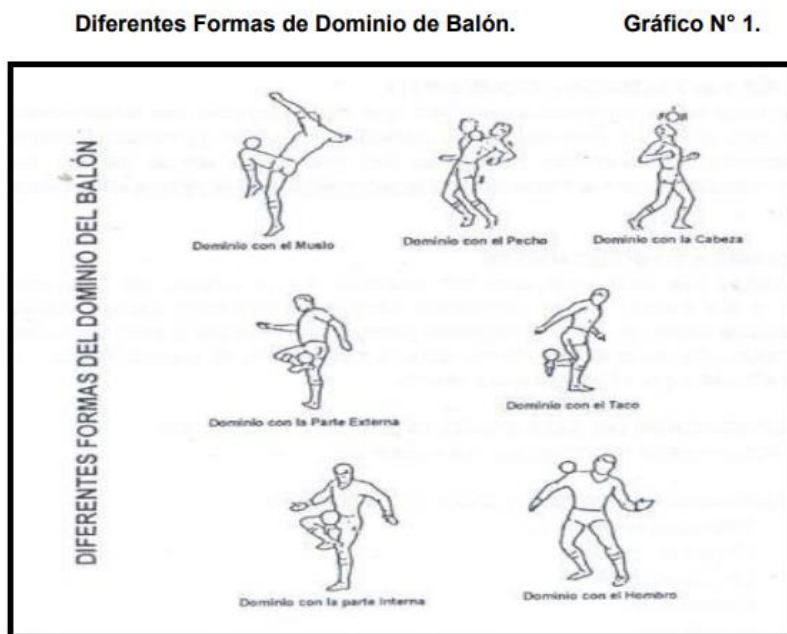 Diferentes Formas de Dominio de Balón. Gráfico N° 1.
DIFERENTES FORMAS DEL DOMINIO DEL BALÓN
Dominio con el Muslo
Dominio con el Pecho
Dominio con la Cabeza
Dominio con la Parte Externa
Dominio con el Taco
Dominio con la parte Interna
Dominio con el Hombro